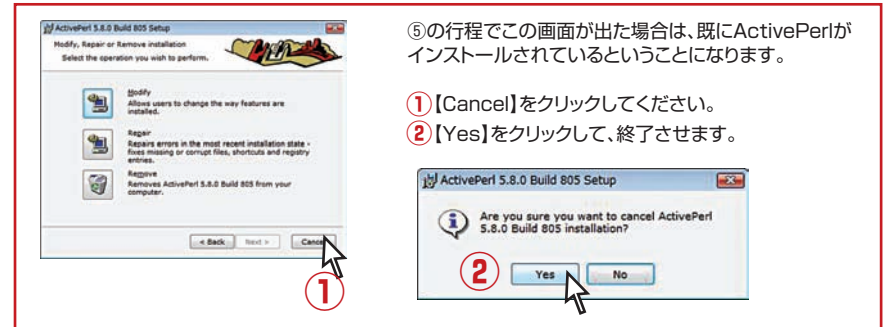 ActivePerl 5.8.0 Build 805 Setup
Modify, Repair or Remove installation
Select the operation you wish to perform.
Modify
Allows users to change the way features are
installed.
Repair
Repairs errors in the most recent installation state -
fixes missing or corrupt files, shortcuts and registry
entries.
Remove
Removes ActivePerl 5.8.0 Build 805 from your
computer.
< Back Next > Cancel
①
⑤の行程でこの画面が出た場合は、既にActivePerlが
インストールされているということになります。
①【Cancel】をクリックしてください。
②【Yes】をクリックして、終了させます。
ActivePerl 5.8.0 Build 805 Setup
Are you sure you want to cancel ActivePerl
5.8.0 Build 805 installation?
② Yes No